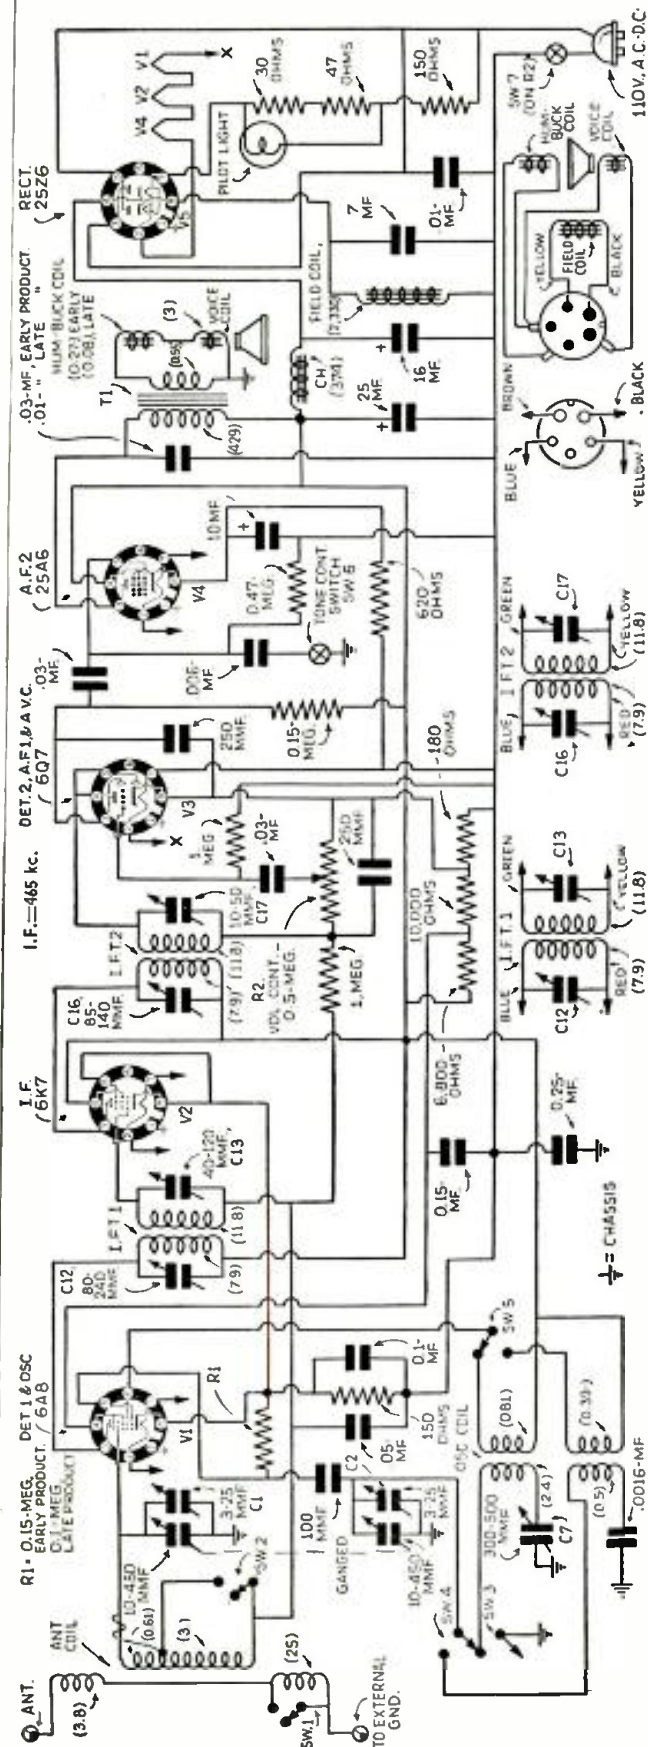 R1= 0.15-MEG,
EARLY PRODUCT.
0.1-MEG
LATE PRODUCT
DET 1 & OSC
6A8
I.F.
6K7
I.F.=465 kc.
DET.2, A.F.1,& A.V.C.
6Q7
A.F.2
25A6
.03-MF, EARLY PRODUCT
.01- " , LATE "
RECT.
25Z6
ANT.
ANT
COIL
(3.8)
(0.61)
(3.)
(25)
SW.1
TO EXTERNAL
GND.
10-450
MMF
3-25
MMF
C1
SW.2
V1
R1
100
MMF
GANGED
10-450
MMF
3-25
MMF
C2
.05
MF
150
OHMS
0.1-
MF
SW.4
SW.3
OSC COIL
300-500
MMF
C7
(2.4)
(0.5)
(.081)
(0.39)
.0016-MF
SW 5
C12,
80-
240
MMF
I.F.T.1
(7.9)
(11.8)
40-120
MMF,
C13
V2
C16,
85-
140
MMF.
I.F.T.2
(7.9)
(11.8)
10-50
MMF.
C17
R2
VOL CONT. -
0.5-MEG.
1. MEG.
1
MEG
.03-
MF
250
MMF
V3
X
250
MMF
.03-
MF.
0.15-
MEG.
.006-
MF
TONE CONT.
SWITCH
SW 6
0.47-
MEG.
10 MF
V4
620
OHMS
180
OHMS
10,000
OHMS
6,800-
OHMS
0.15-
MF.
0.25-
MF.
= CHASSIS
T1
(429)
(0.56)
HUM-BUCK COIL
(0.27) EARLY
(0.08), LATE
(3)
VOICE
COIL
CH
(374)
25
MF
16
MF.
FIELD COIL,
7
MF
.01-
MF.
V5
V4
V2
V1
X
PILOT LIGHT
30
OHMS
47
OHMS
150
OHMS
SW 7
(ON R2)
110V., A.C.-D.C.
BLUE
I.F.T.1
GREEN
C12
C13
RED
(7.9)
YELLOW
(11.8)
BLUE
I F T 2
GREEN
C16
C17
RED
(7.9)
YELLOW
(11.8)
BLUE
BROWN
YELLOW
BLACK
YELLOW
FIELD
COIL
BLACK
HUM-
BUCK
COIL
VOICE
COIL